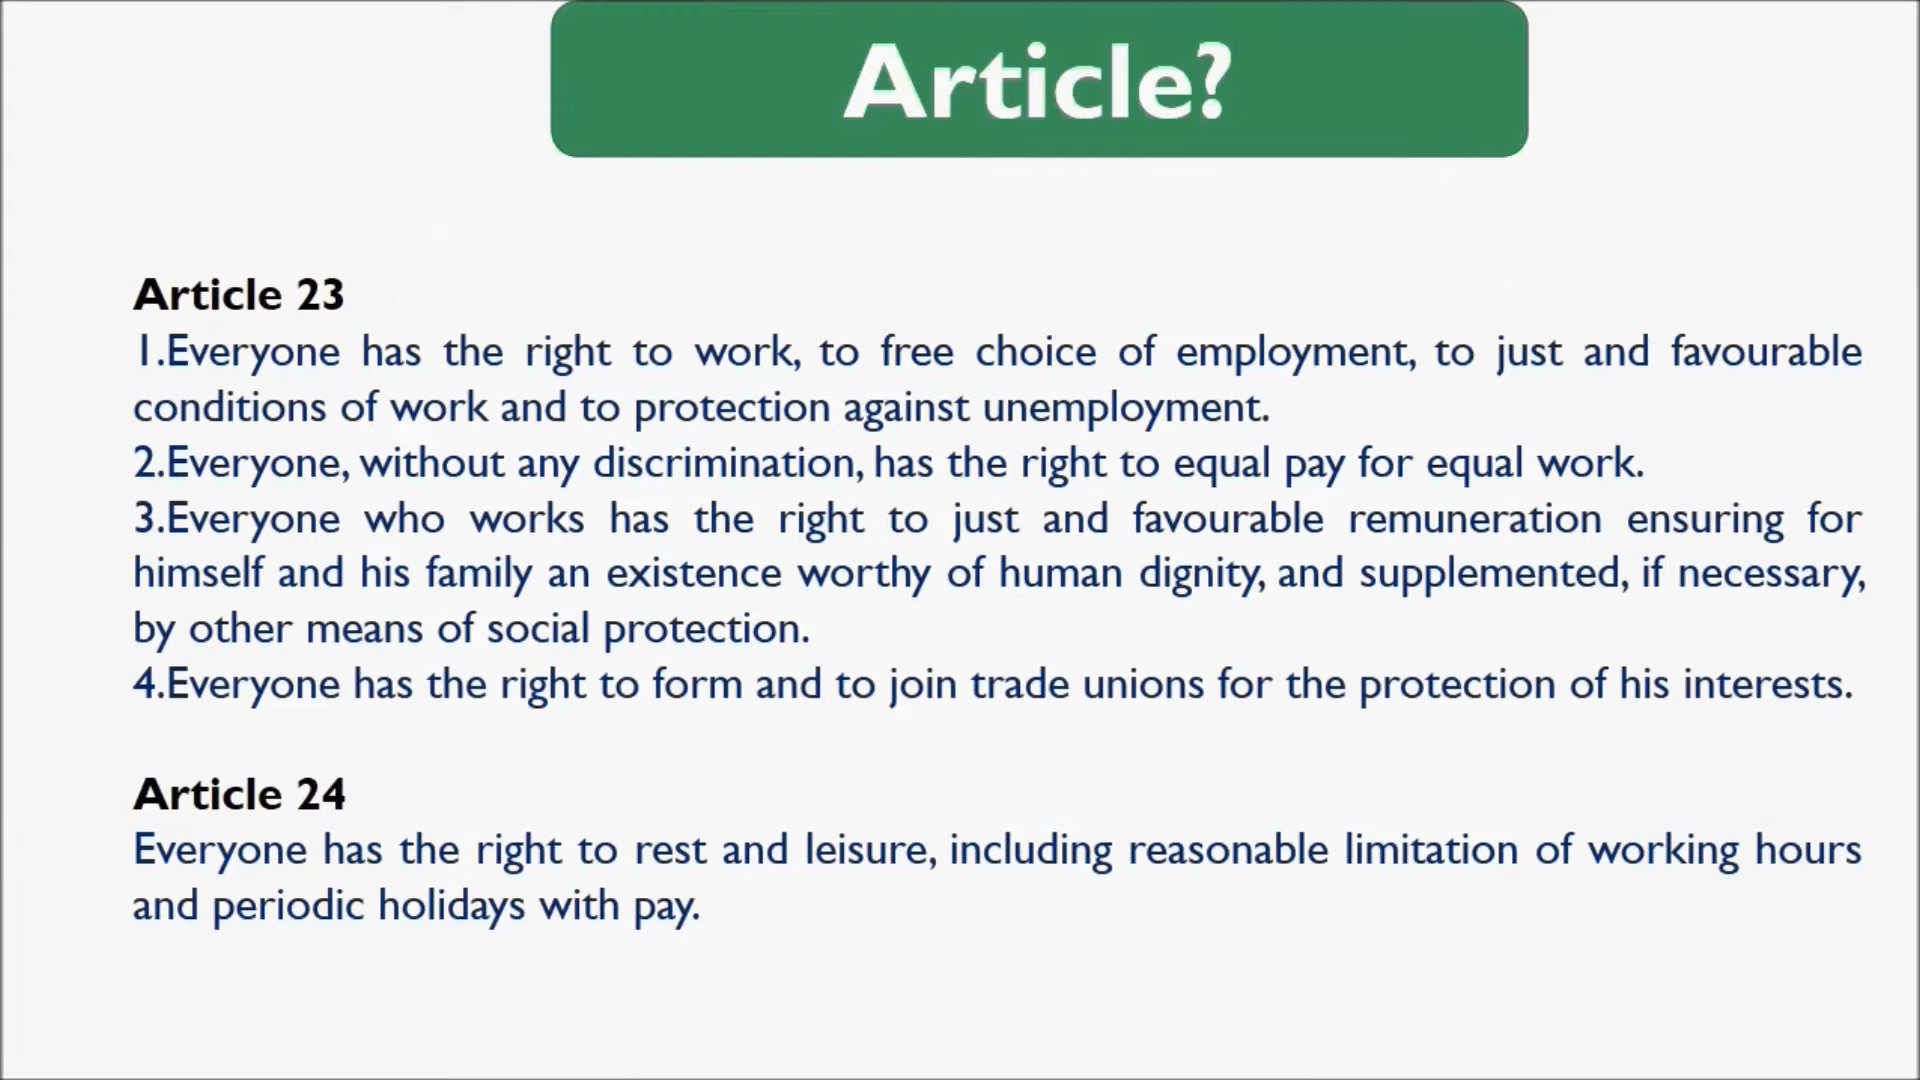 Article?
Article 23
1.Everyone has the right to work, to free choice of employment, to just and favourable
conditions of work and to protection against unemployment.
2.Everyone, without any discrimination, has the right to equal pay for equal work.
3.Everyone who works has the right to just and favourable remuneration ensuring for
himself and his family an existence worthy of human dignity, and supplemented, if necessary,
by other means of social protection.
4.Everyone has the right to form and to join trade unions for the protection of his interests.
Article 24
Everyone has the right to rest and leisure, including reasonable limitation of working hours
and periodic holidays with pay.